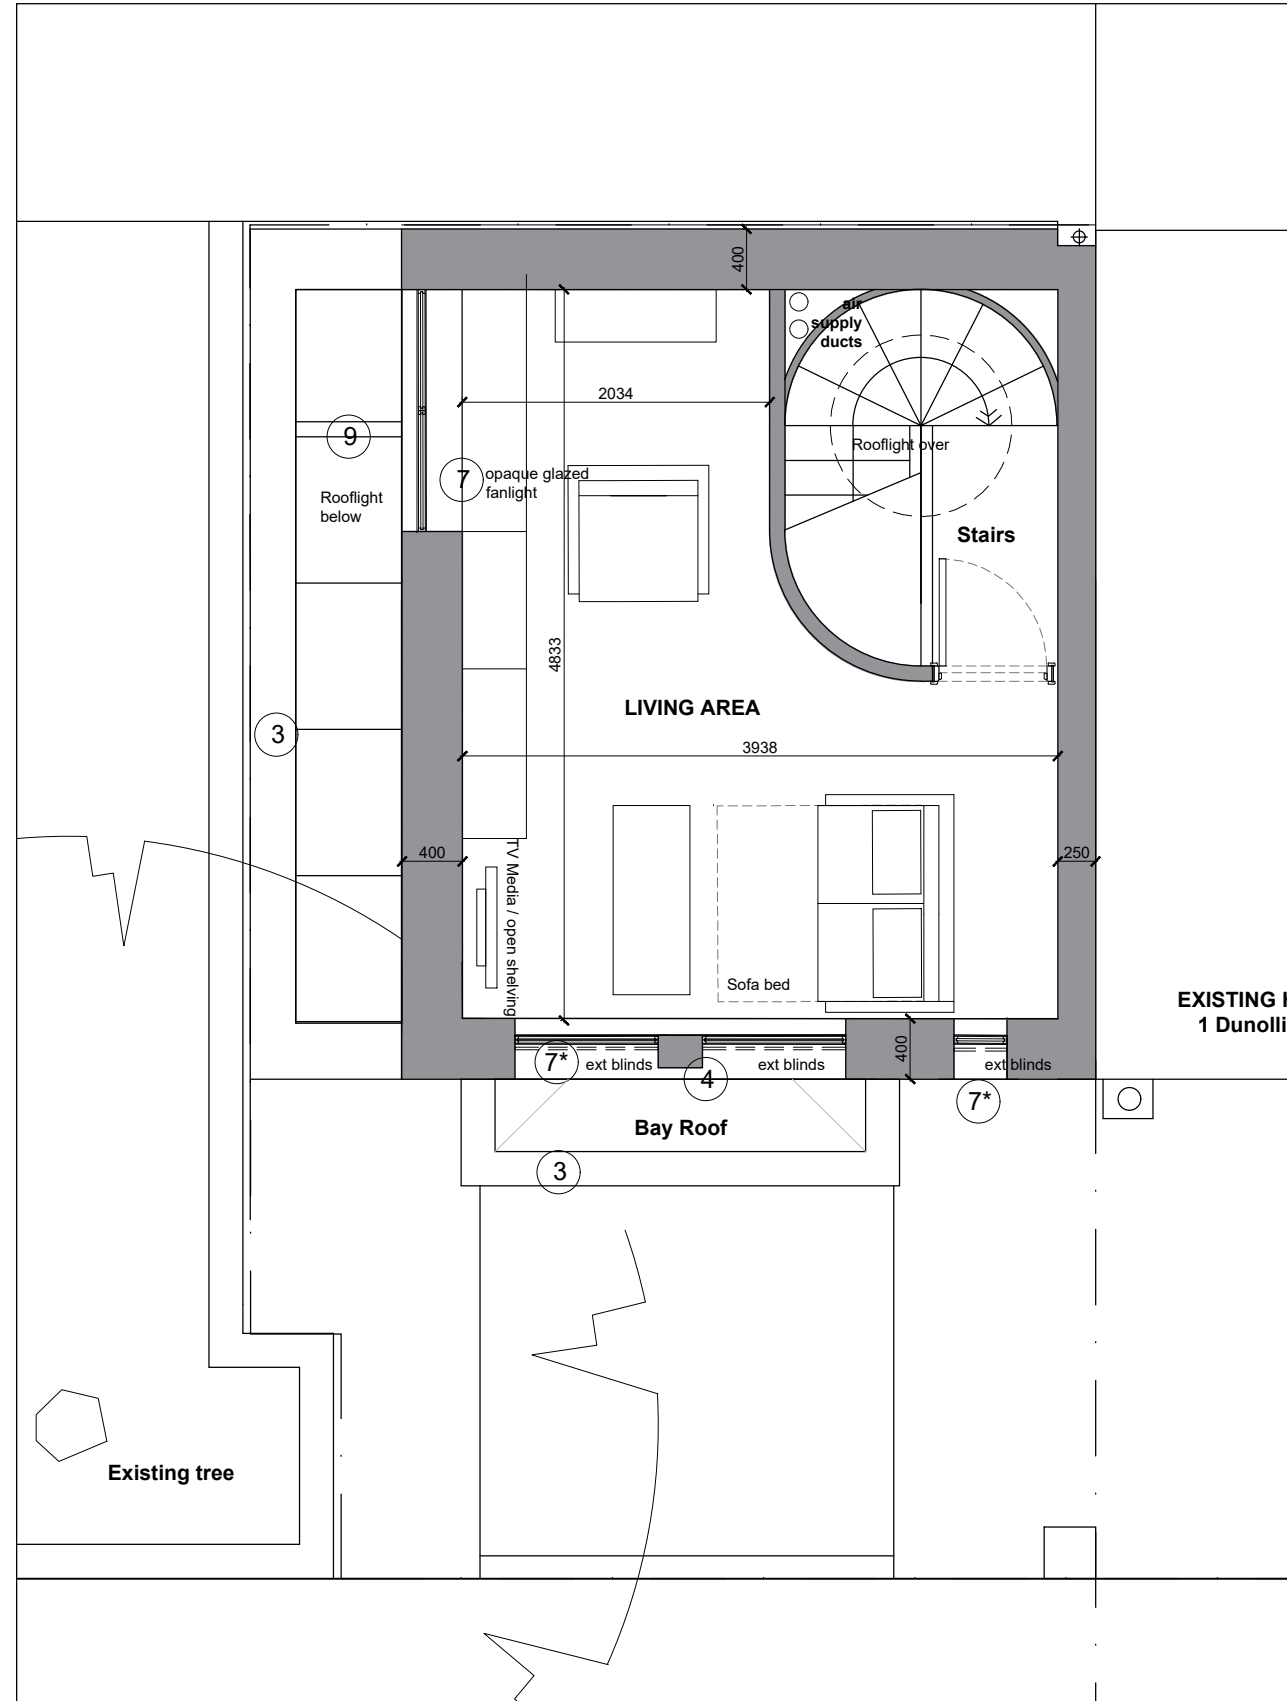 400
air
supply
ducts
2034
9
Rooflight over
7
opaque glazed
fanlight
Rooflight
below
Stairs
4833
LIVING AREA
3
3938
400
250
TV Media / open shelving
Sofa bed
EXISTING H
1 Dunolli
400
7*
ext blinds
4
ext blinds
ext blinds
7*
Bay Roof
3
Existing tree